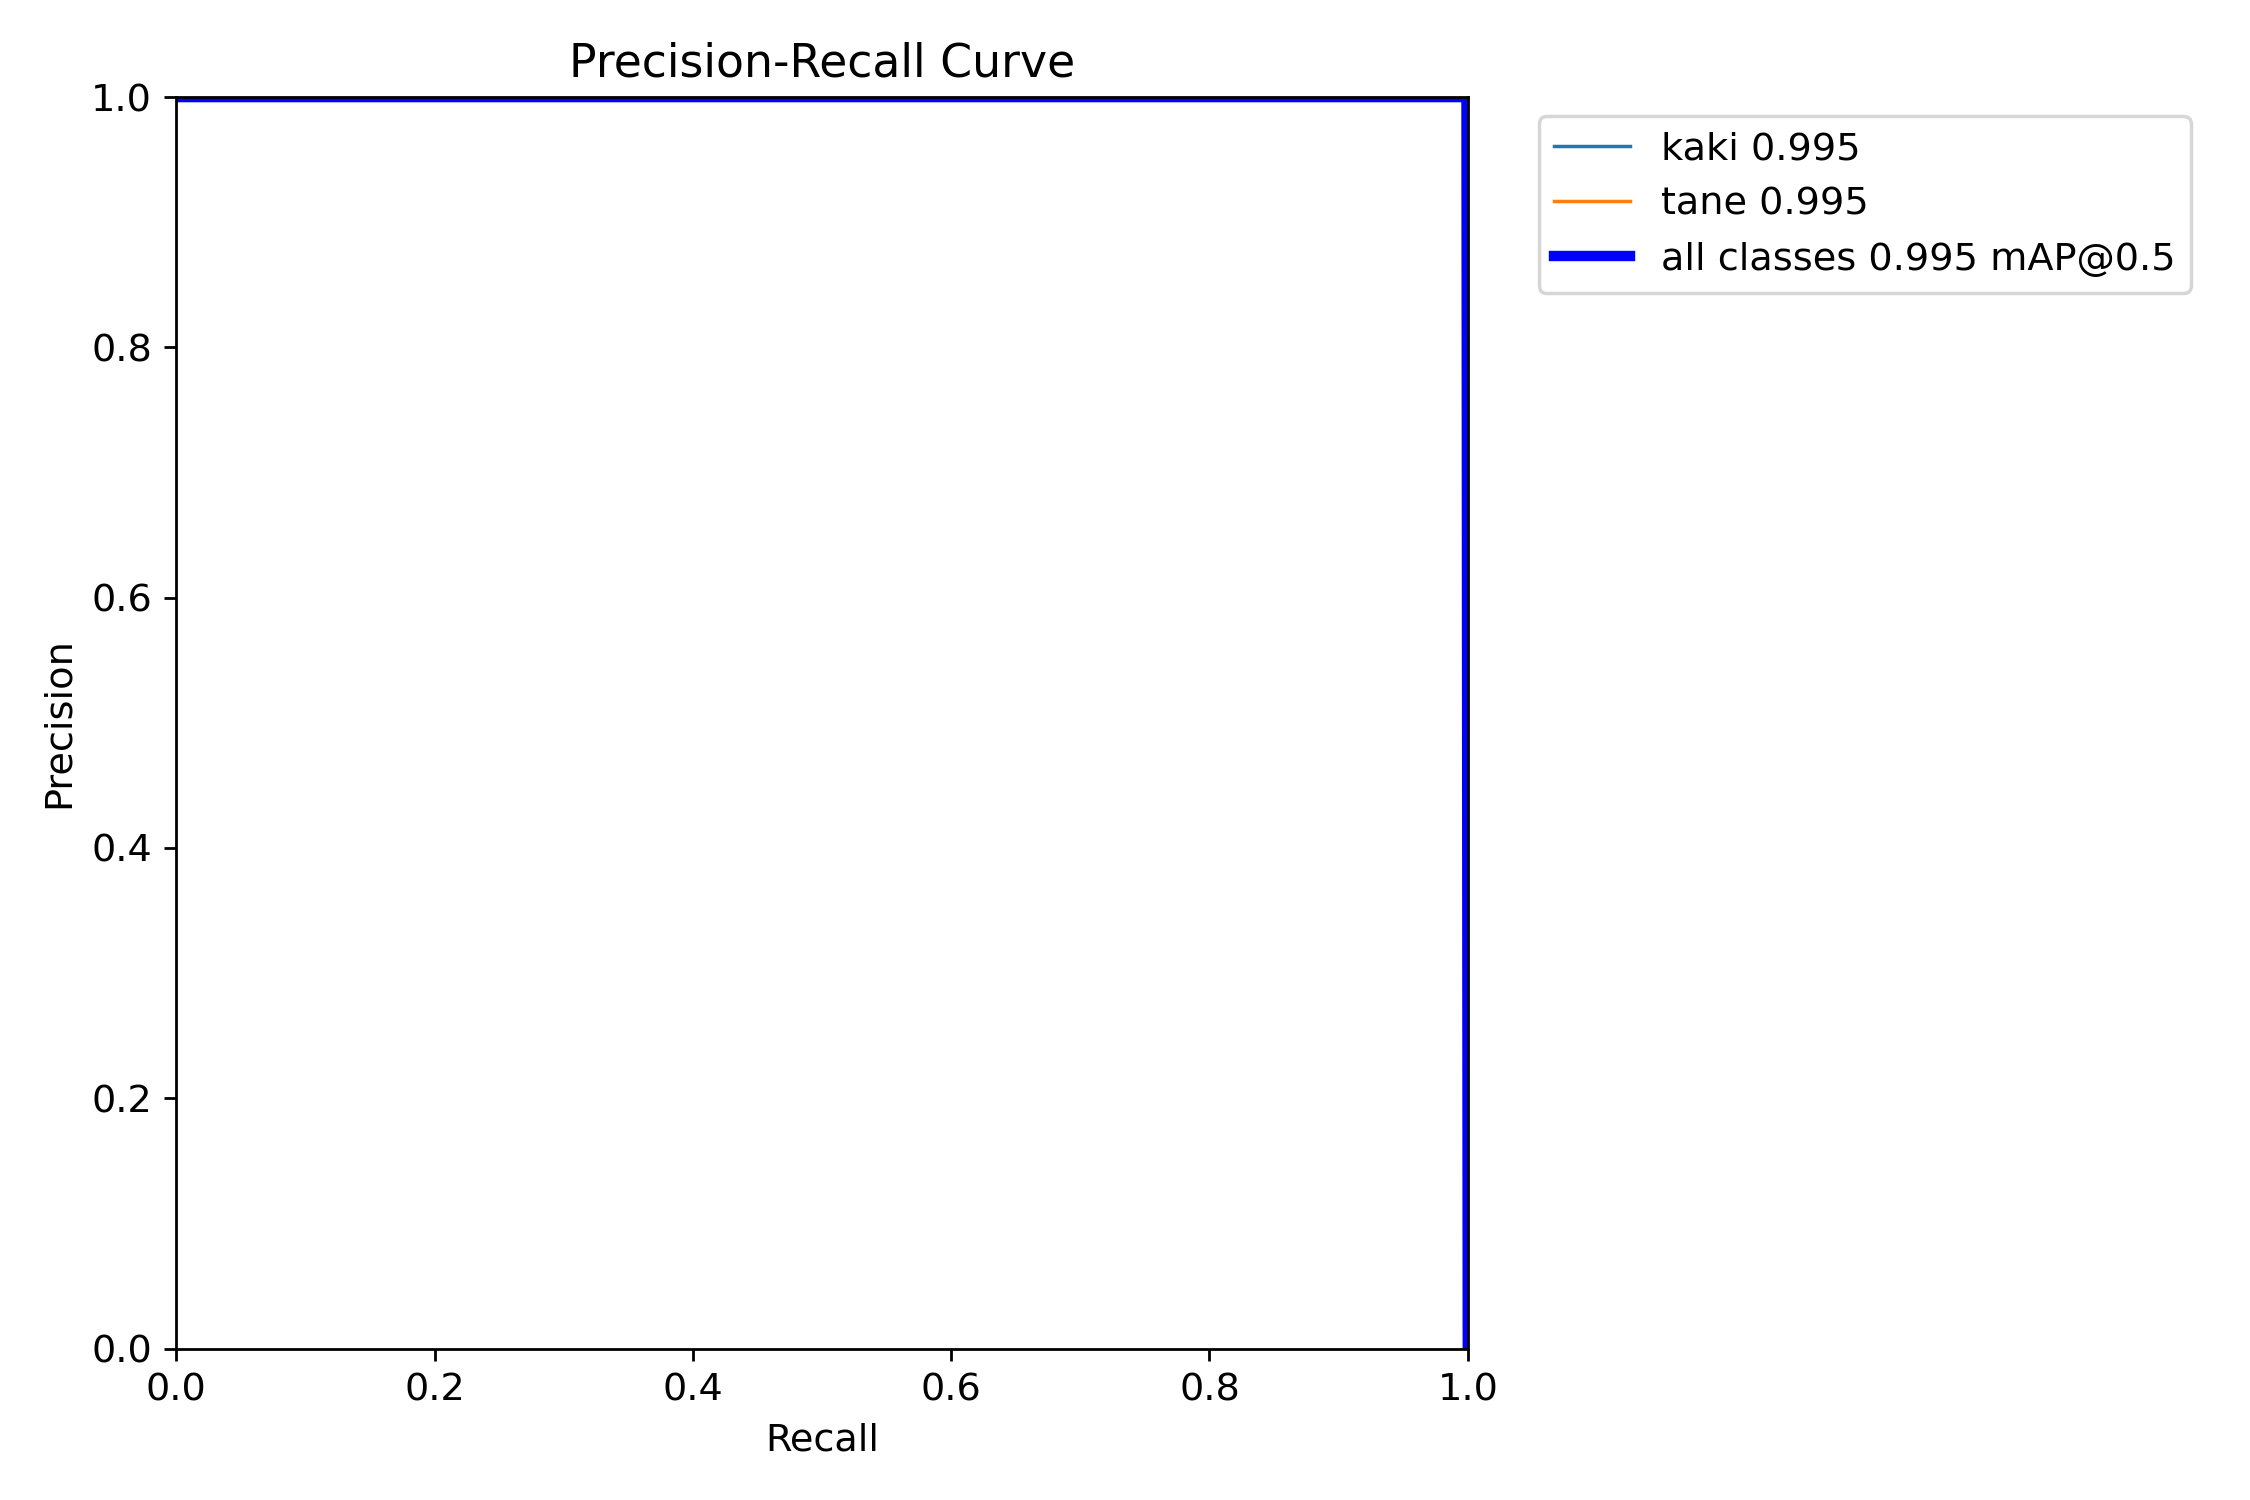 Precision-Recall Curve
1.0
0.8
0.6
0.4
0.2
0.0
Precision
0.0 0.2 0.4 0.6 0.8 1.0
Recall
kaki 0.995
tane 0.995
all classes 0.995 mAP@0.5